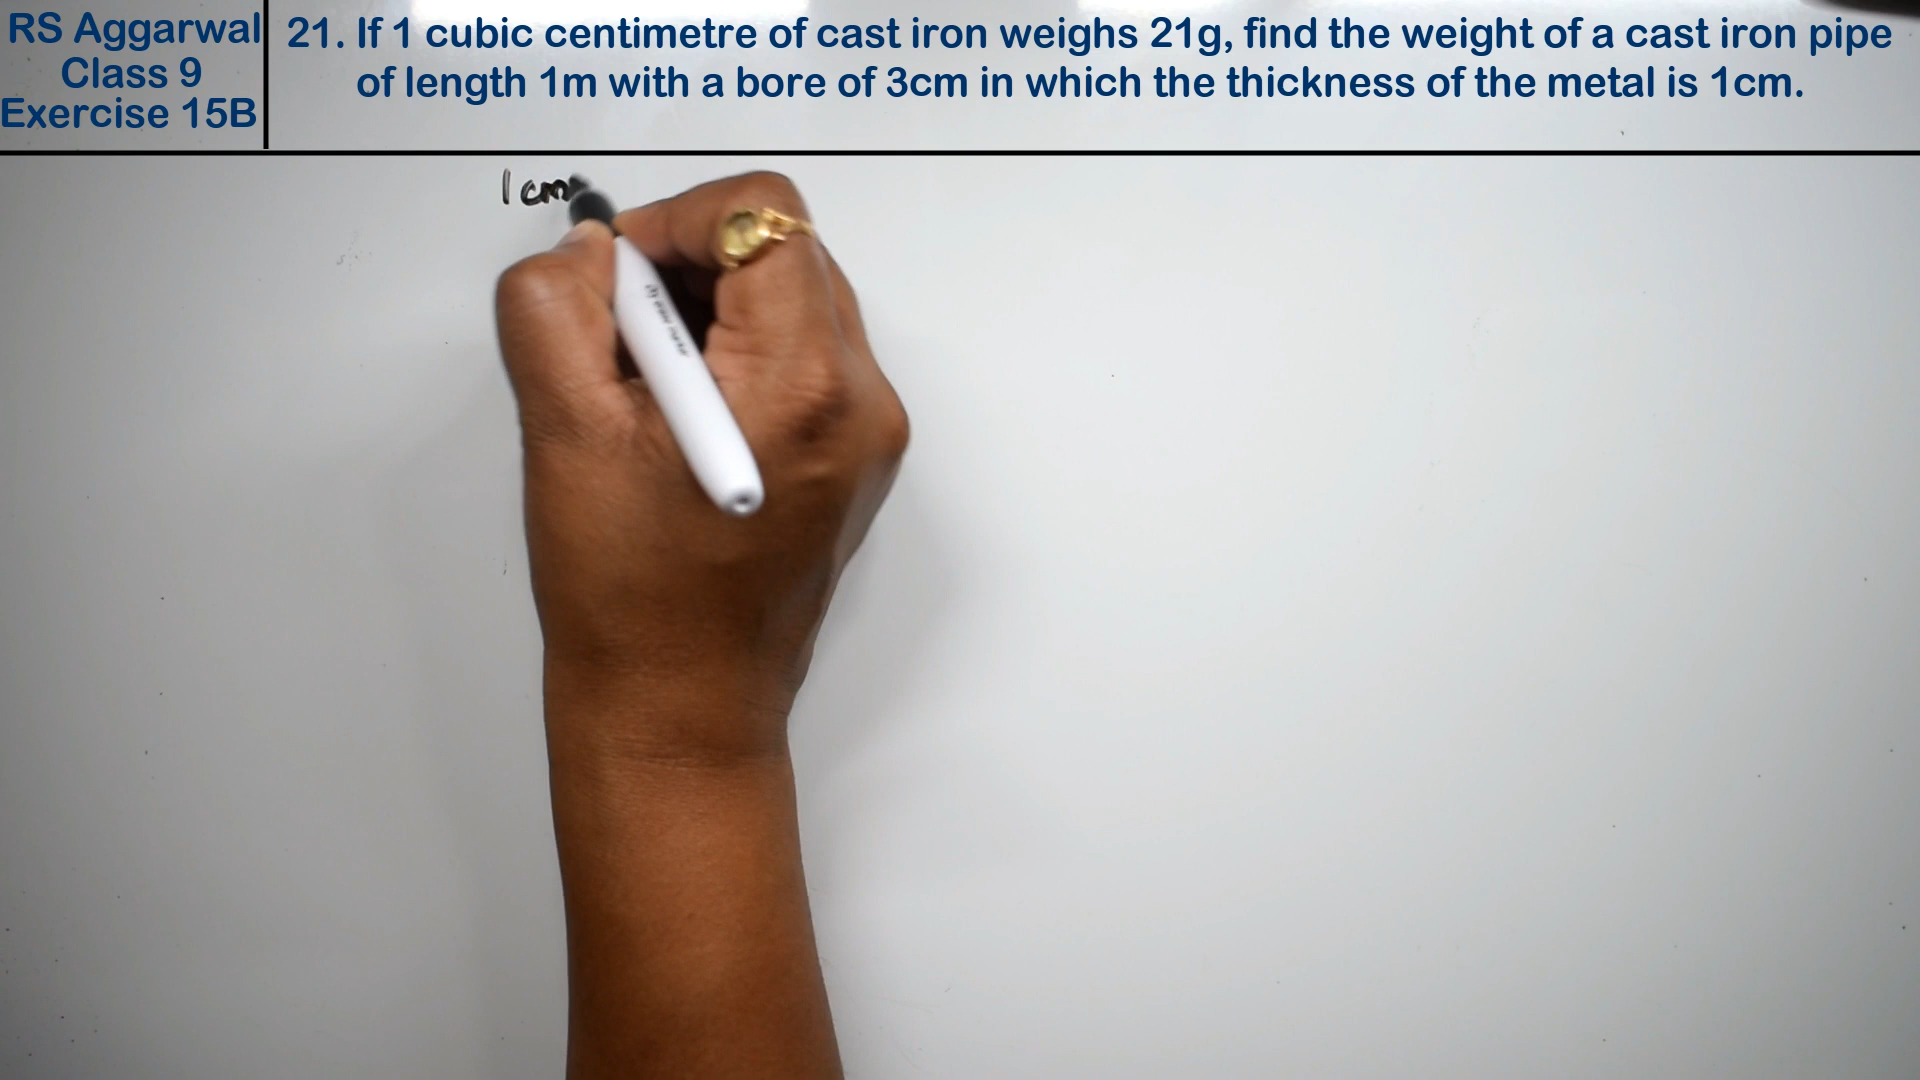 RS Aggarwal
Class 9
Exercise 15B
21. If 1 cubic centimetre of cast iron weighs 21g, find the weight of a cast iron pipe
of length 1m with a bore of 3cm in which the thickness of the metal is 1cm.
1 cm